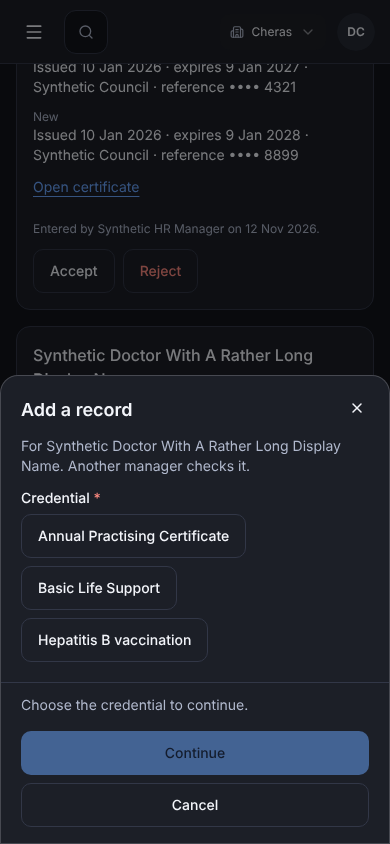 Cheras
DC
Issued 10 Jan 2026 · expires 9 Jan 2027 ·
Synthetic Council · reference •••• 4321
New
Issued 10 Jan 2026 · expires 9 Jan 2028 ·
Synthetic Council · reference •••• 8899
Open certificate
Entered by Synthetic HR Manager on 12 Nov 2026.
Accept
Reject
Synthetic Doctor With A Rather Long
Add a record
For Synthetic Doctor With A Rather Long Display
Name. Another manager checks it.
Credential *
Annual Practising Certificate
Basic Life Support
Hepatitis B vaccination
Choose the credential to continue.
Continue
Cancel